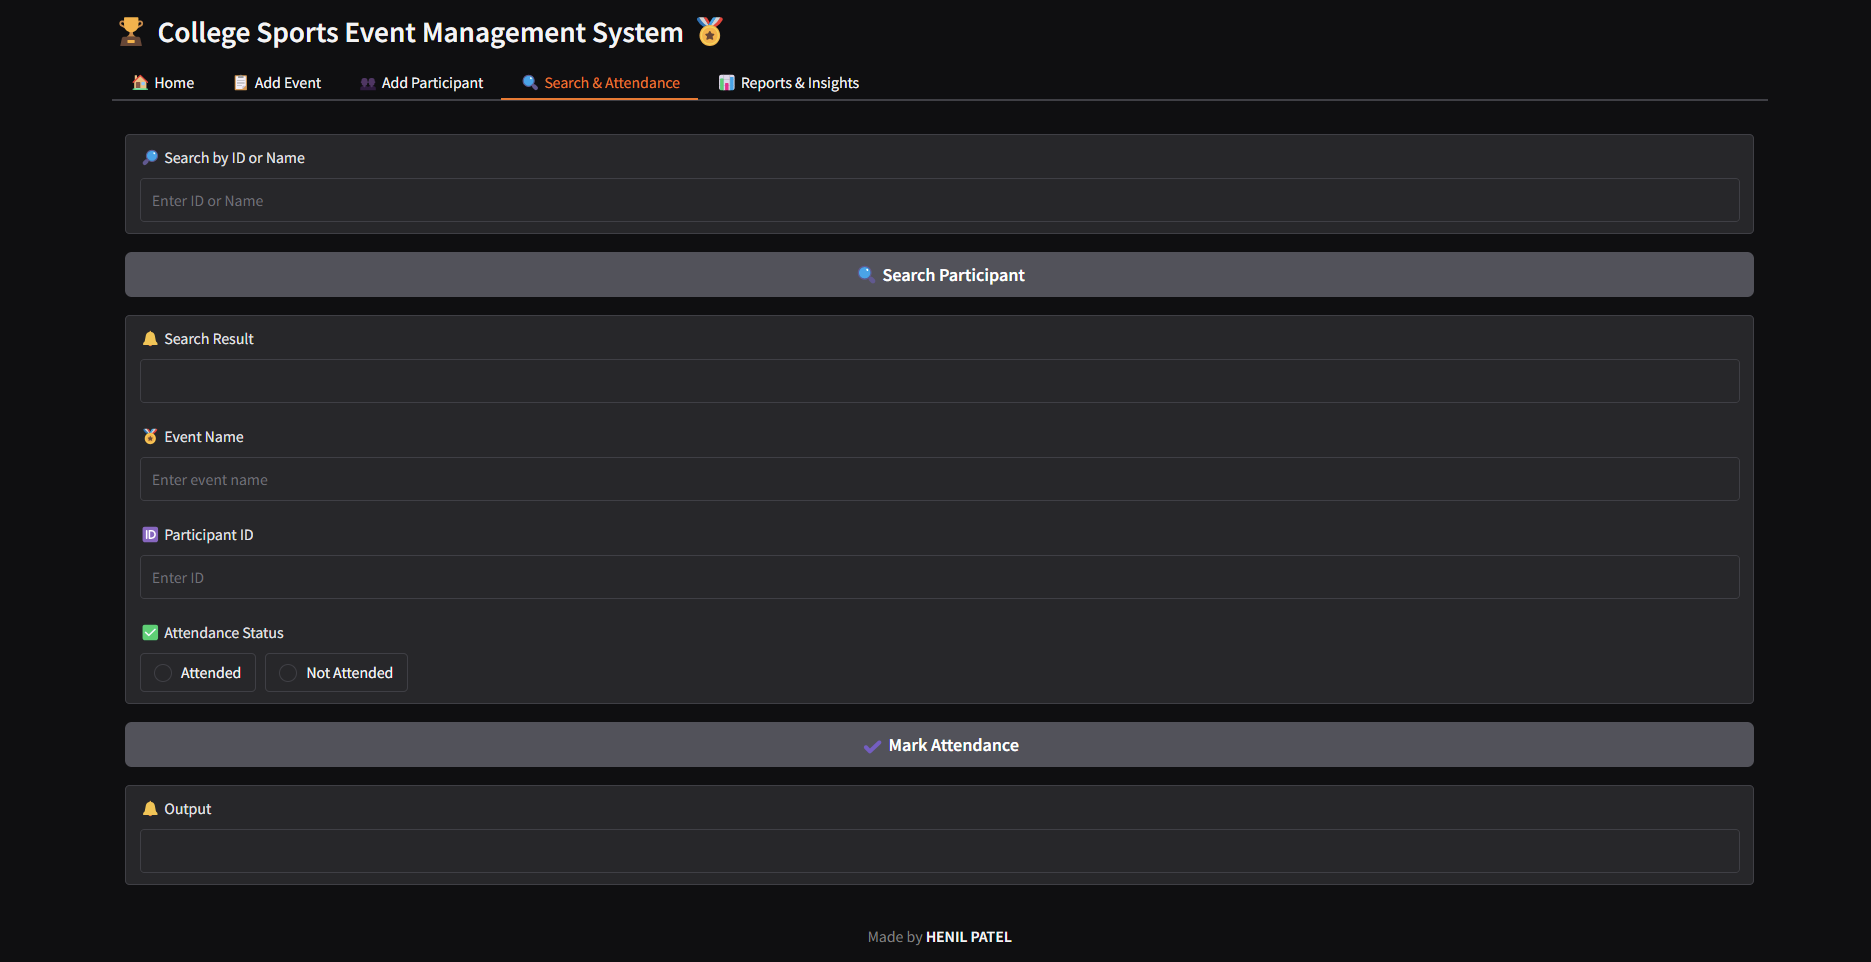 🏆 College Sports Event Management System 🏅
🏠 Home 📋 Add Event 👥 Add Participant 🔍 Search & Attendance 📊 Reports & Insights
🔎 Search by ID or Name
Enter ID or Name
🔍 Search Participant
🔔 Search Result
🏅 Event Name
Enter event name
🆔 Participant ID
Enter ID
✅ Attendance Status
Attended Not Attended
✔ Mark Attendance
🔔 Output
Made by HENIL PATEL